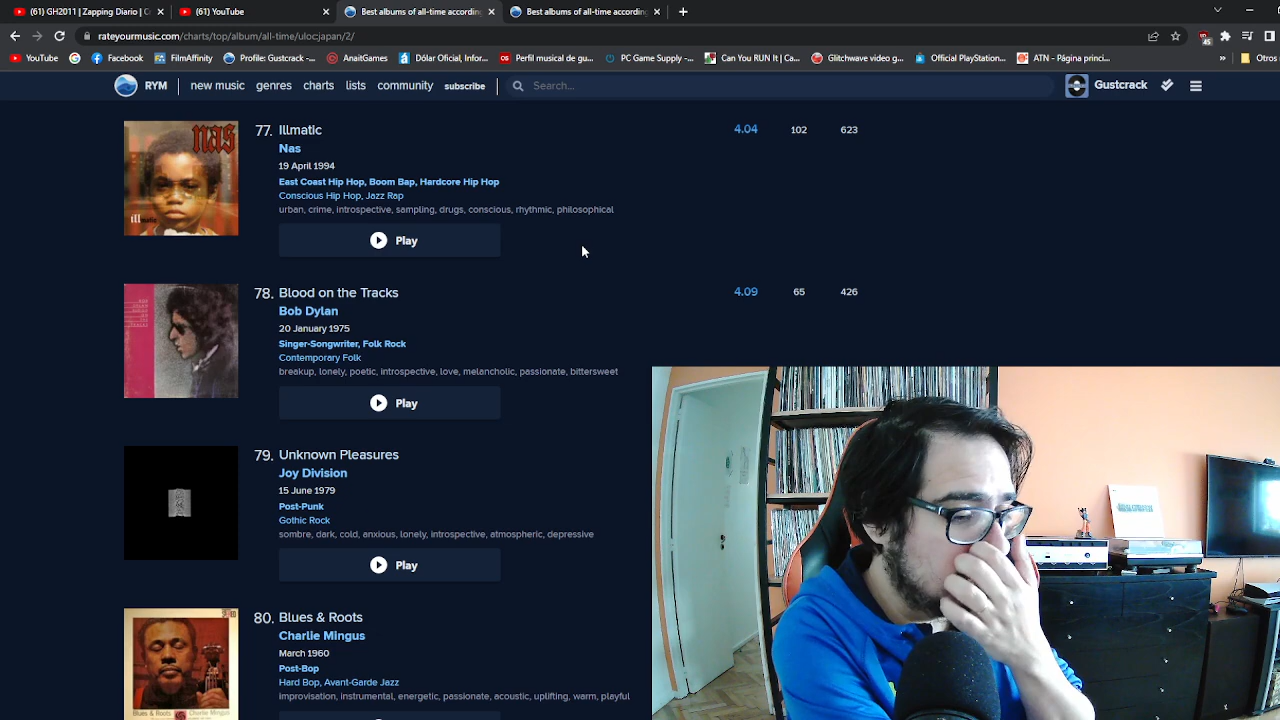 (61) GH2011 | Zapping Diario | C
(61) YouTube
Best albums of all-time according
Best albums of all-time according
rateyourmusic.com/charts/top/album/all-time/ulocjapan/2/
45
YouTube
Facebook
FilmAffinity
Profile: Gustcrack -...
AnaitGames
Dólar Oficial, Infor...
Perfil musical de gu...
PC Game Supply -...
Can You RUN It | Ca...
Glitchwave video g...
Official PlayStation...
ATN - Página princi...
»
Otros
RYM
new music
genres
charts
lists
community
subscribe
Search...
Gustcrack
nas
ill
77. Illmatic
4.04 102 623
Nas
19 April 1994
East Coast Hip Hop, Boom Bap, Hardcore Hip Hop
Conscious Hip Hop, Jazz Rap
urban, crime, introspective, sampling, drugs, conscious, rhythmic, philosophical
Play
78. Blood on the Tracks
4.09 65 426
Bob Dylan
20 January 1975
Singer-Songwriter, Folk Rock
Contemporary Folk
breakup, lonely, poetic, introspective, love, melancholic, passionate, bittersweet
Play
79. Unknown Pleasures
Joy Division
15 June 1979
Post-Punk
Gothic Rock
sombre, dark, cold, anxious, lonely, introspective, atmospheric, depressive
Play
80. Blues & Roots
Charlie Mingus
March 1960
Post-Bop
Hard Bop, Avant-Garde Jazz
improvisation, instrumental, energetic, passionate, acoustic, uplifting, warm, playful
Blues & Roots Charlie Mingus